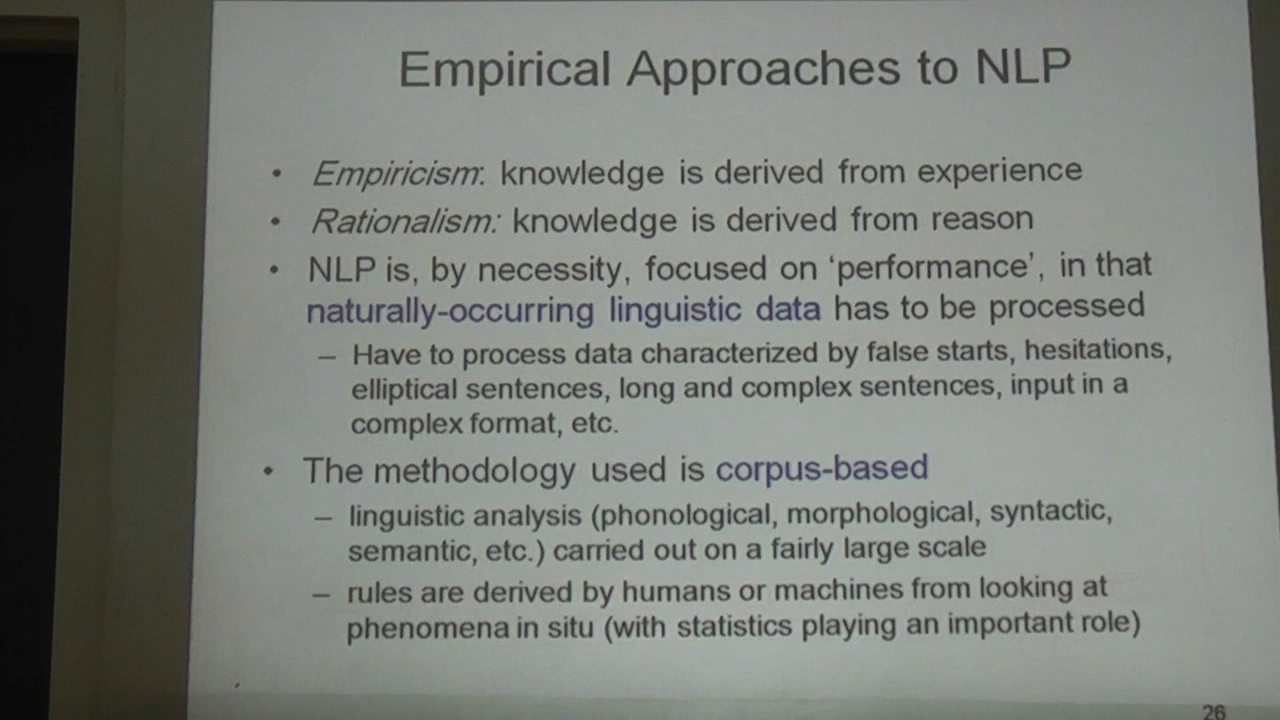 Empirical Approaches to NLP
• Empiricism: knowledge is derived from experience
• Rationalism: knowledge is derived from reason
• NLP is, by necessity, focused on ‘performance’, in that
naturally-occurring linguistic data has to be processed
– Have to process data characterized by false starts, hesitations,
elliptical sentences, long and complex sentences, input in a
complex format, etc.
• The methodology used is corpus-based
– linguistic analysis (phonological, morphological, syntactic,
semantic, etc.) carried out on a fairly large scale
– rules are derived by humans or machines from looking at
phenomena in situ (with statistics playing an important role)
26